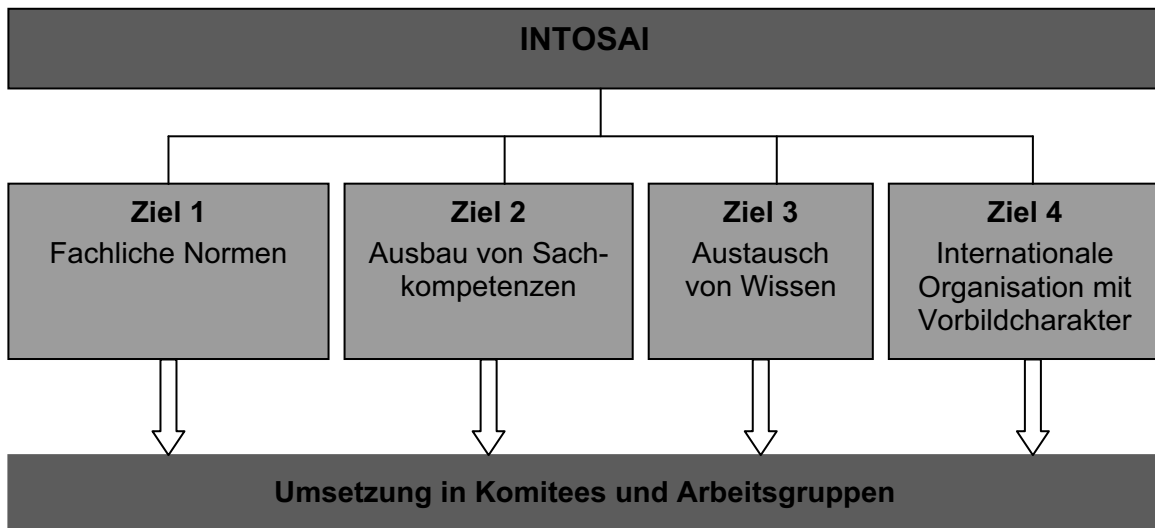 INTOSAI
Ziel 1
Fachliche Normen
Ziel 2
Ausbau von Sach-
kompetenzen
Ziel 3
Austausch
von Wissen
Ziel 4
Internationale
Organisation mit
Vorbildcharakter
Umsetzung in Komitees und Arbeitsgruppen